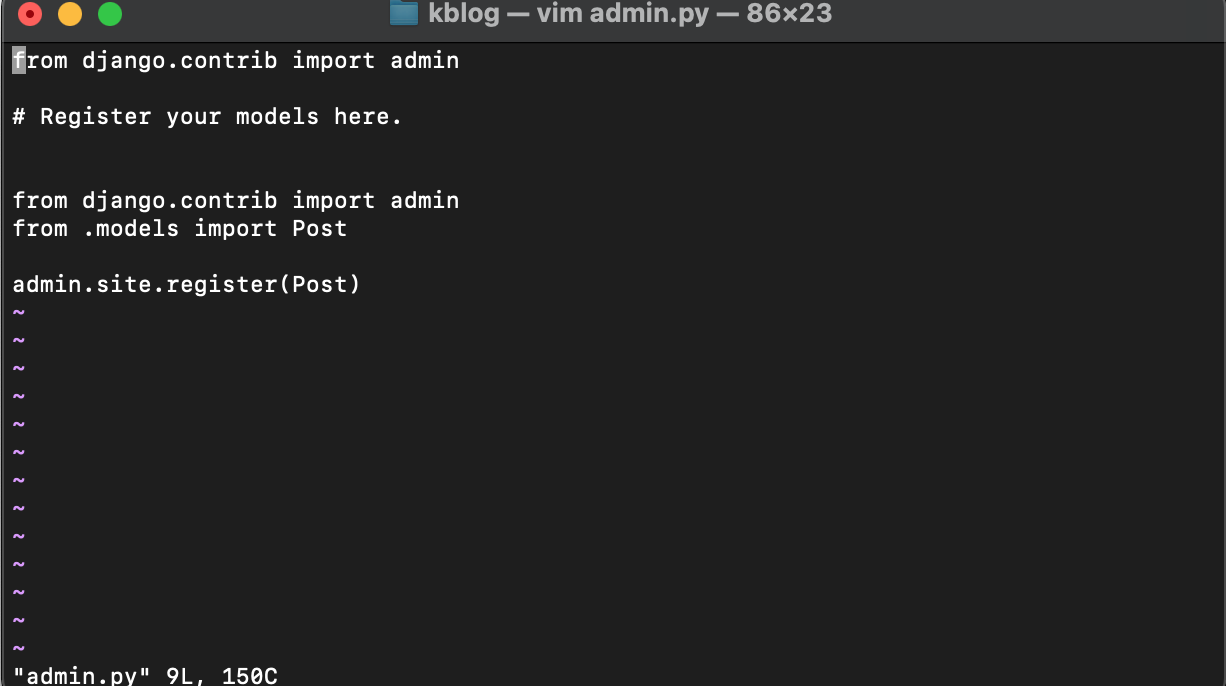 kblog — vim admin.py — 86×23
from django.contrib import admin
# Register your models here.
from django.contrib import admin
from .models import Post
admin.site.register(Post)
~
~
~
~
~
~
~
~
~
~
~
~
~
"admin.py" 9L, 150C